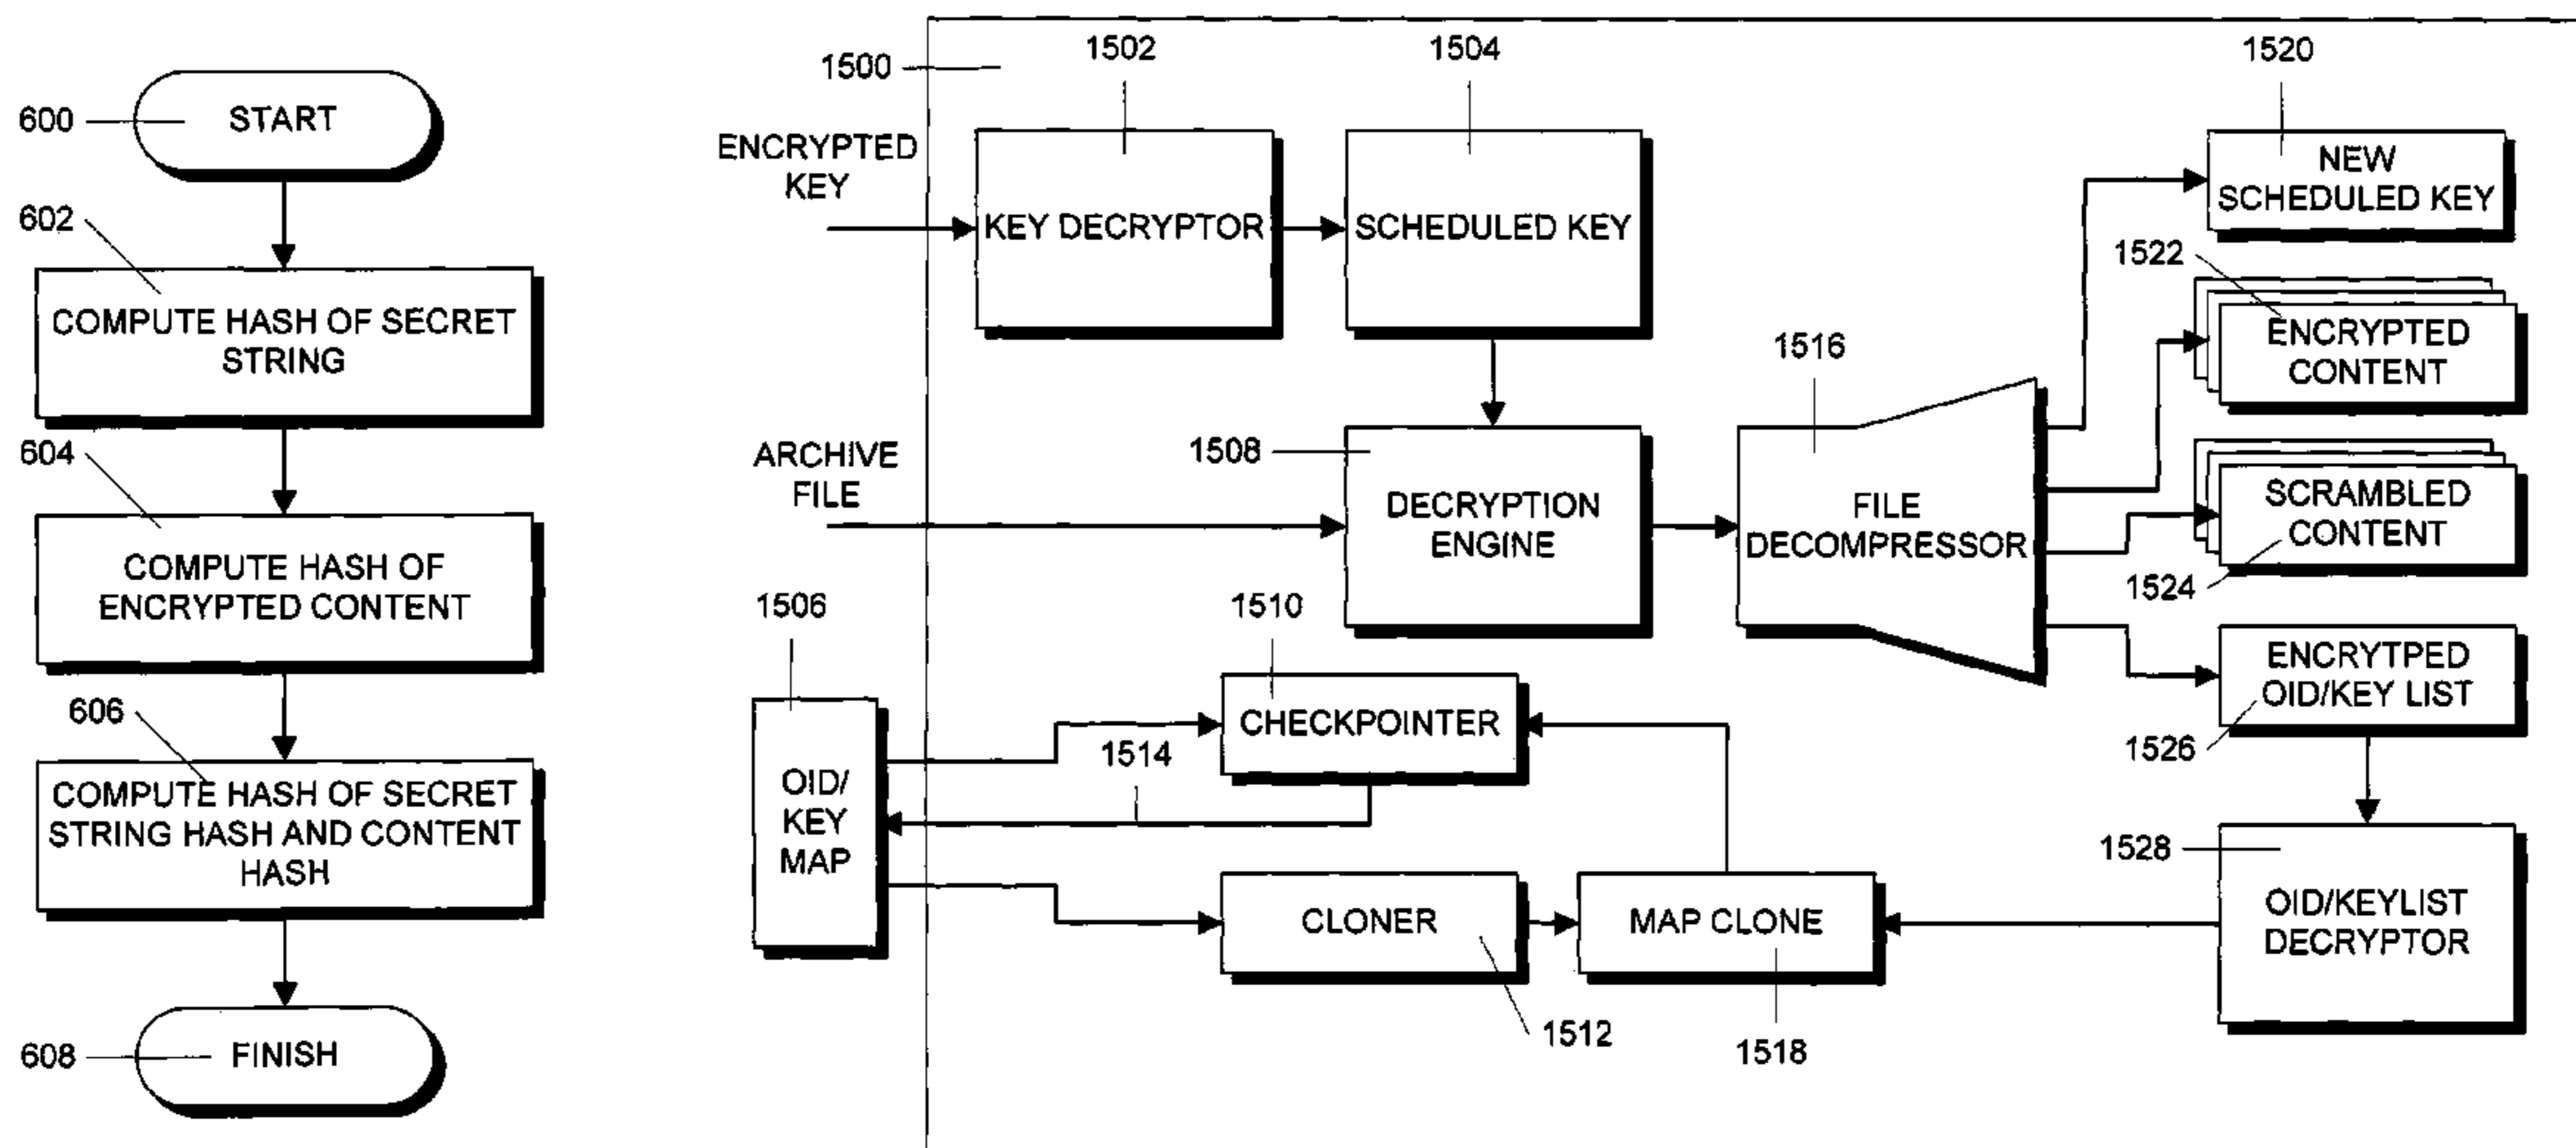 600
START
602
COMPUTE HASH OF SECRET
STRING
604
COMPUTE HASH OF
ENCRYPTED CONTENT
606
COMPUTE HASH OF SECRET
STRING HASH AND CONTENT
HASH
608
FINISH
1500
1502
1504
1520
ENCRYPTED
KEY
KEY DECRYPTOR
SCHEDULED KEY
NEW
SCHEDULED KEY
1522
ENCRYPTED
CONTENT
1516
ARCHIVE
FILE
1508
DECRYPTION
ENGINE
FILE
DECOMPRESSOR
SCRAMBLED
CONTENT
1524
1506
1510
ENCRYTPED
OID/KEY LIST
1526
CHECKPOINTER
1514
OID/
KEY
MAP
1528
CLONER
MAP CLONE
OID/KEYLIST
DECRYPTOR
1512
1518